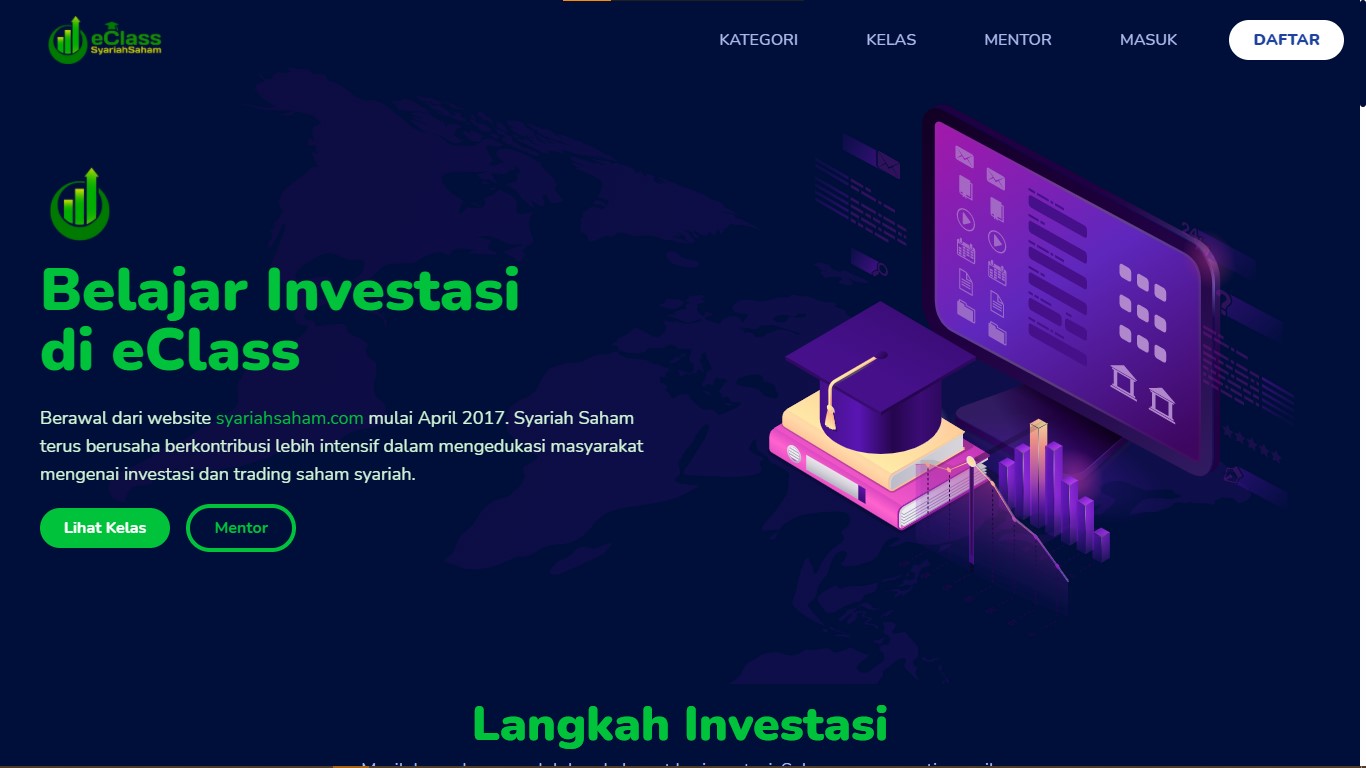 eClass
SyariahSaham
KATEGORI
KELAS
MENTOR
MASUK
DAFTAR
Belajar Investasi
di eClass
Berawal dari website syariahsaham.com mulai April 2017. Syariah Saham
terus berusaha berkontribusi lebih intensif dalam mengedukasi masyarakat
mengenai investasi dan trading saham syariah.
Lihat Kelas
Mentor
Langkah Investasi